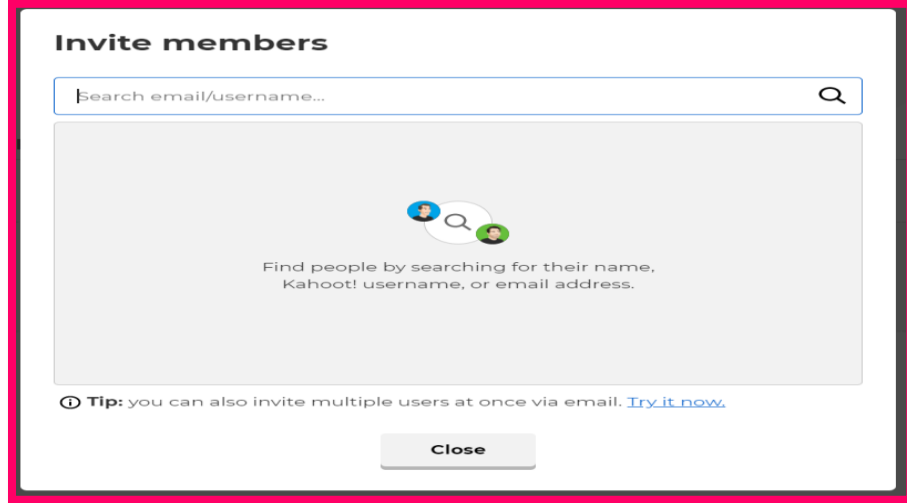 Invite members
Search email/username...
Find people by searching for their name,
Kahoot! username, or email address.
Tip: you can also invite multiple users at once via email. Try it now.
Close